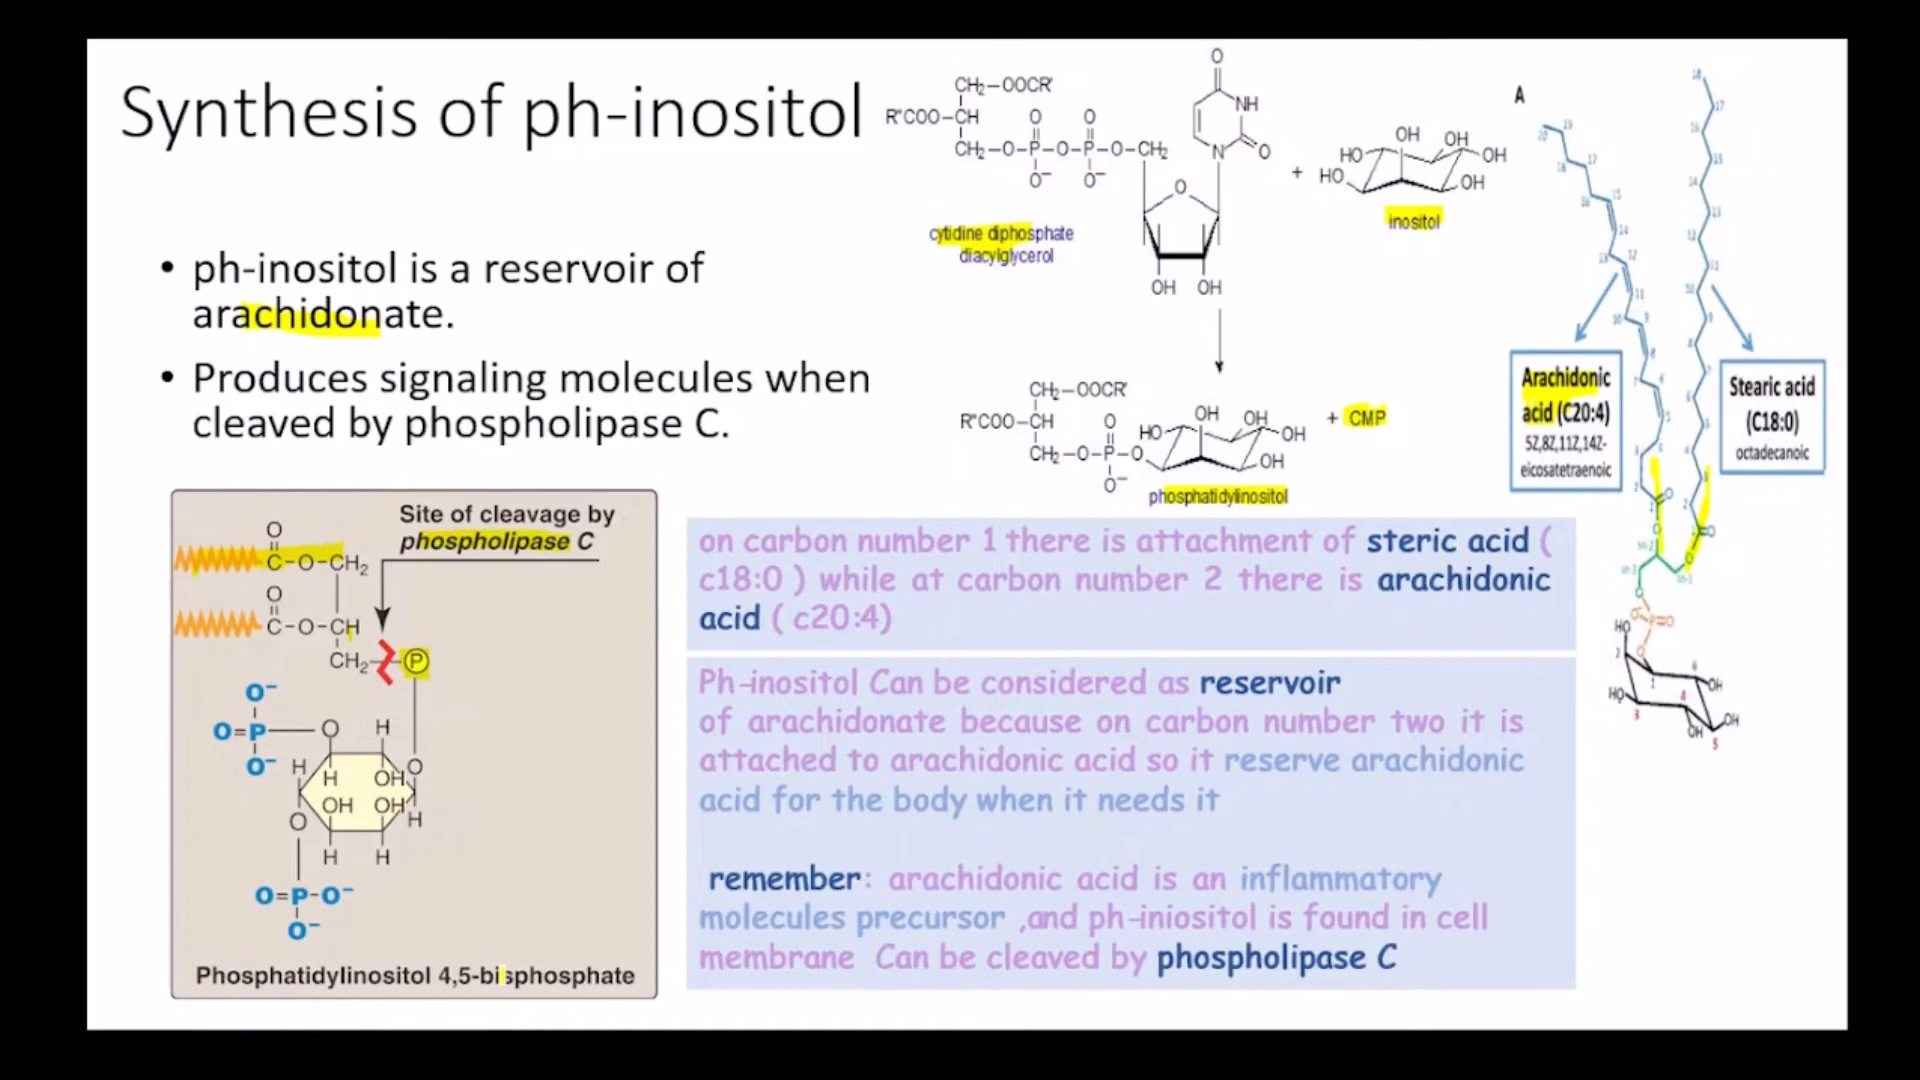 Synthesis of ph-inositol
• ph-inositol is a reservoir of
arachidonate.
• Produces signaling molecules when
cleaved by phospholipase C.
CH₂–OOCR'
R"COO–CH
CH₂–O–P–O–P–O–CH₂
O
O
O⁻
O⁻
O
NH
N
O
O
OH OH
cytidine diphosphate
diacylglycerol
+
OH
OH
HO
OH
HO
OH
inositol
CH₂–OOCR'
R"COO–CH
CH₂–O–P–O
O
O⁻
OH
OH
HO
OH
OH
+ CMP
phosphatidylinositol
A
Arachidonic
acid (C20:4)
5Z,8Z,11Z,14Z-
eicosatetraenoic
Stearic acid
(C18:0)
octadecanoic
Site of cleavage by
phospholipase C
O
C–O–CH₂
O
C–O–CH
CH₂
P
O⁻
O=P
O⁻
O
H
H
H
OH
O
OH
OH
H
O
H
H
O=P–O⁻
O⁻
Phosphatidylinositol 4,5-bisphosphate
on carbon number 1 there is attachment of steric acid (
c18:0 ) while at carbon number 2 there is arachidonic
acid ( c20:4)
Ph-inositol Can be considered as reservoir
of arachidonate because on carbon number two it is
attached to arachidonic acid so it reserve arachidonic
acid for the body when it needs it
remember: arachidonic acid is an inflammatory
molecules precursor ,and ph-iniositol is found in cell
membrane Can be cleaved by phospholipase C